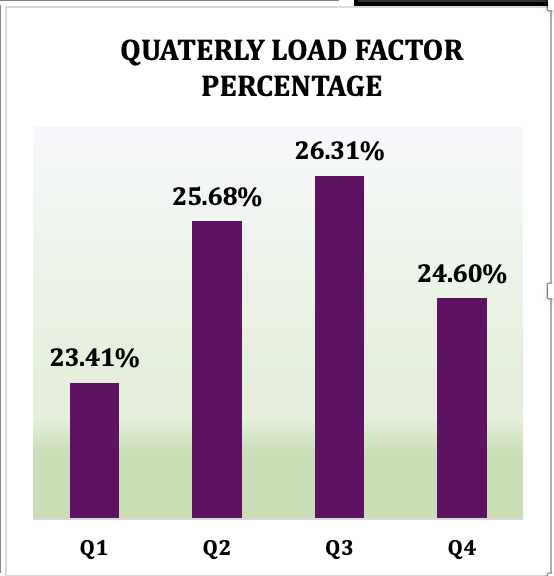 QUATERLY LOAD FACTOR
PERCENTAGE
26.31%
25.68%
24.60%
23.41%
Q1 Q2 Q3 Q4